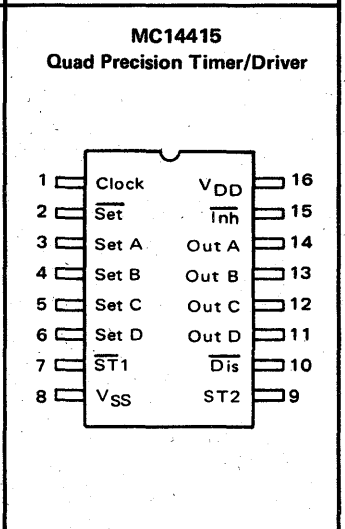 MC14415
Quad Precision Timer/Driver
1 Clock VDD 16
2 Set Inh 15
3 Set A Out A 14
4 Set B Out B 13
5 Set C Out C 12
6 Set D Out D 11
7 ST1 Dis 10
8 VSS ST2 9